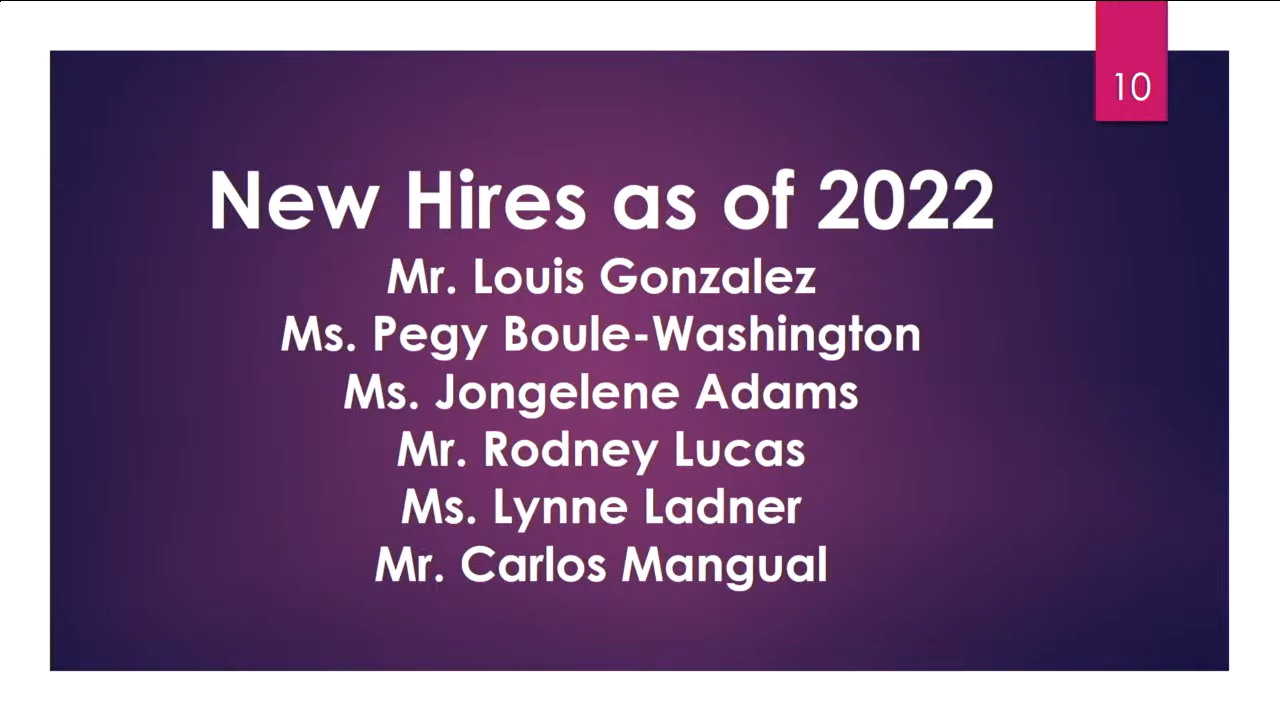 10
New Hires as of 2022
Mr. Louis Gonzalez
Ms. Pegy Boule-Washington
Ms. Jongelene Adams
Mr. Rodney Lucas
Ms. Lynne Ladner
Mr. Carlos Mangual